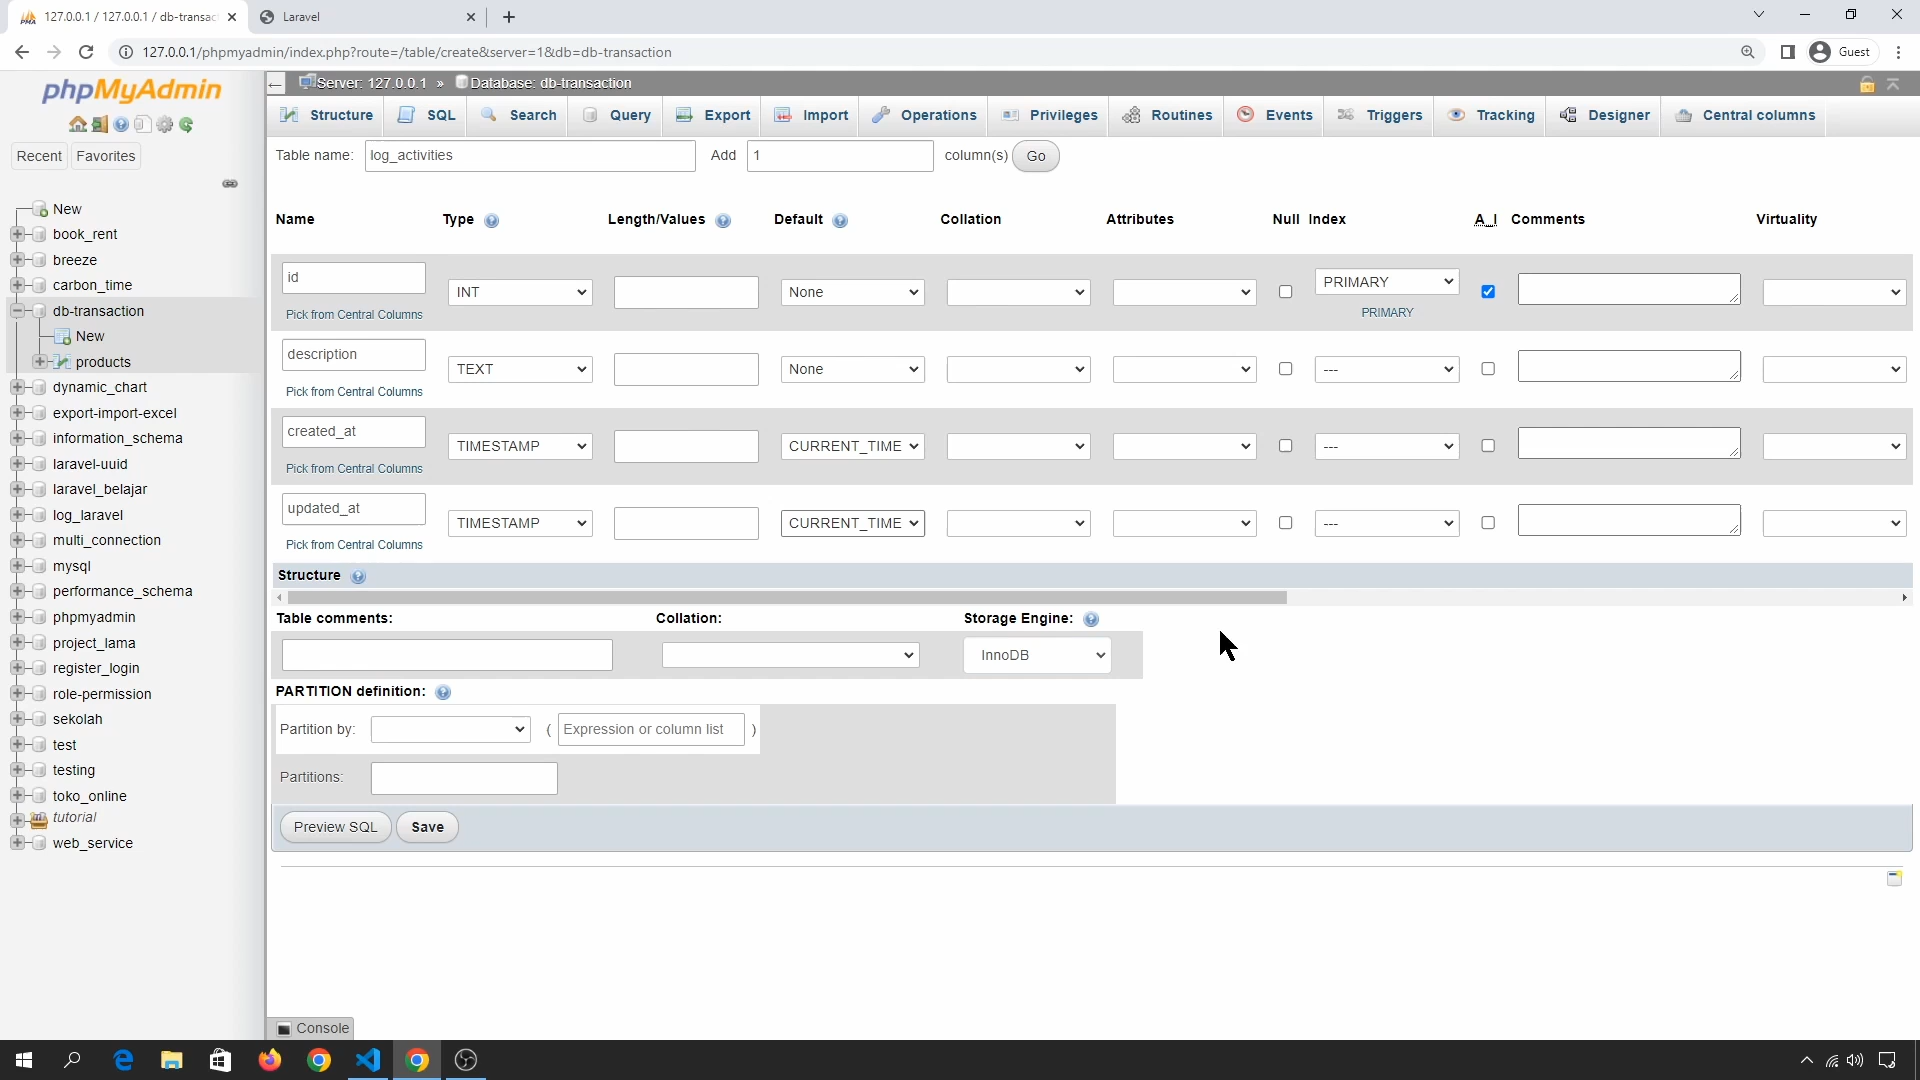 127.0.0.1 / 127.0.0.1 / db-transac
Laravel
127.0.0.1/phpmyadmin/index.php?route=/table/create&server=1&db=db-transaction
Guest
phpMyAdmin
Recent
Favorites
New
book_rent
breeze
carbon_time
db-transaction
New
products
dynamic_chart
export-import-excel
information_schema
laravel-uuid
laravel_belajar
log_laravel
multi_connection
mysql
performance_schema
phpmyadmin
project_lama
register_login
role-permission
sekolah
test
testing
toko_online
tutorial
web_service
Server: 127.0.0.1 » Database: db-transaction
Structure SQL Search Query Export Import Operations Privileges Routines Events Triggers Tracking Designer Central columns
Table name: log_activities Add 1 column(s) Go
Name Type Length/Values Default Collation Attributes Null Index A_I Comments Virtuality
id INT None PRIMARY
Pick from Central Columns PRIMARY
description TEXT None ---
Pick from Central Columns
created_at TIMESTAMP CURRENT_TIME ---
Pick from Central Columns
updated_at TIMESTAMP CURRENT_TIME ---
Pick from Central Columns
Structure
Table comments: Collation: Storage Engine:
InnoDB
PARTITION definition:
Partition by: ( Expression or column list )
Partitions:
Preview SQL Save
Console